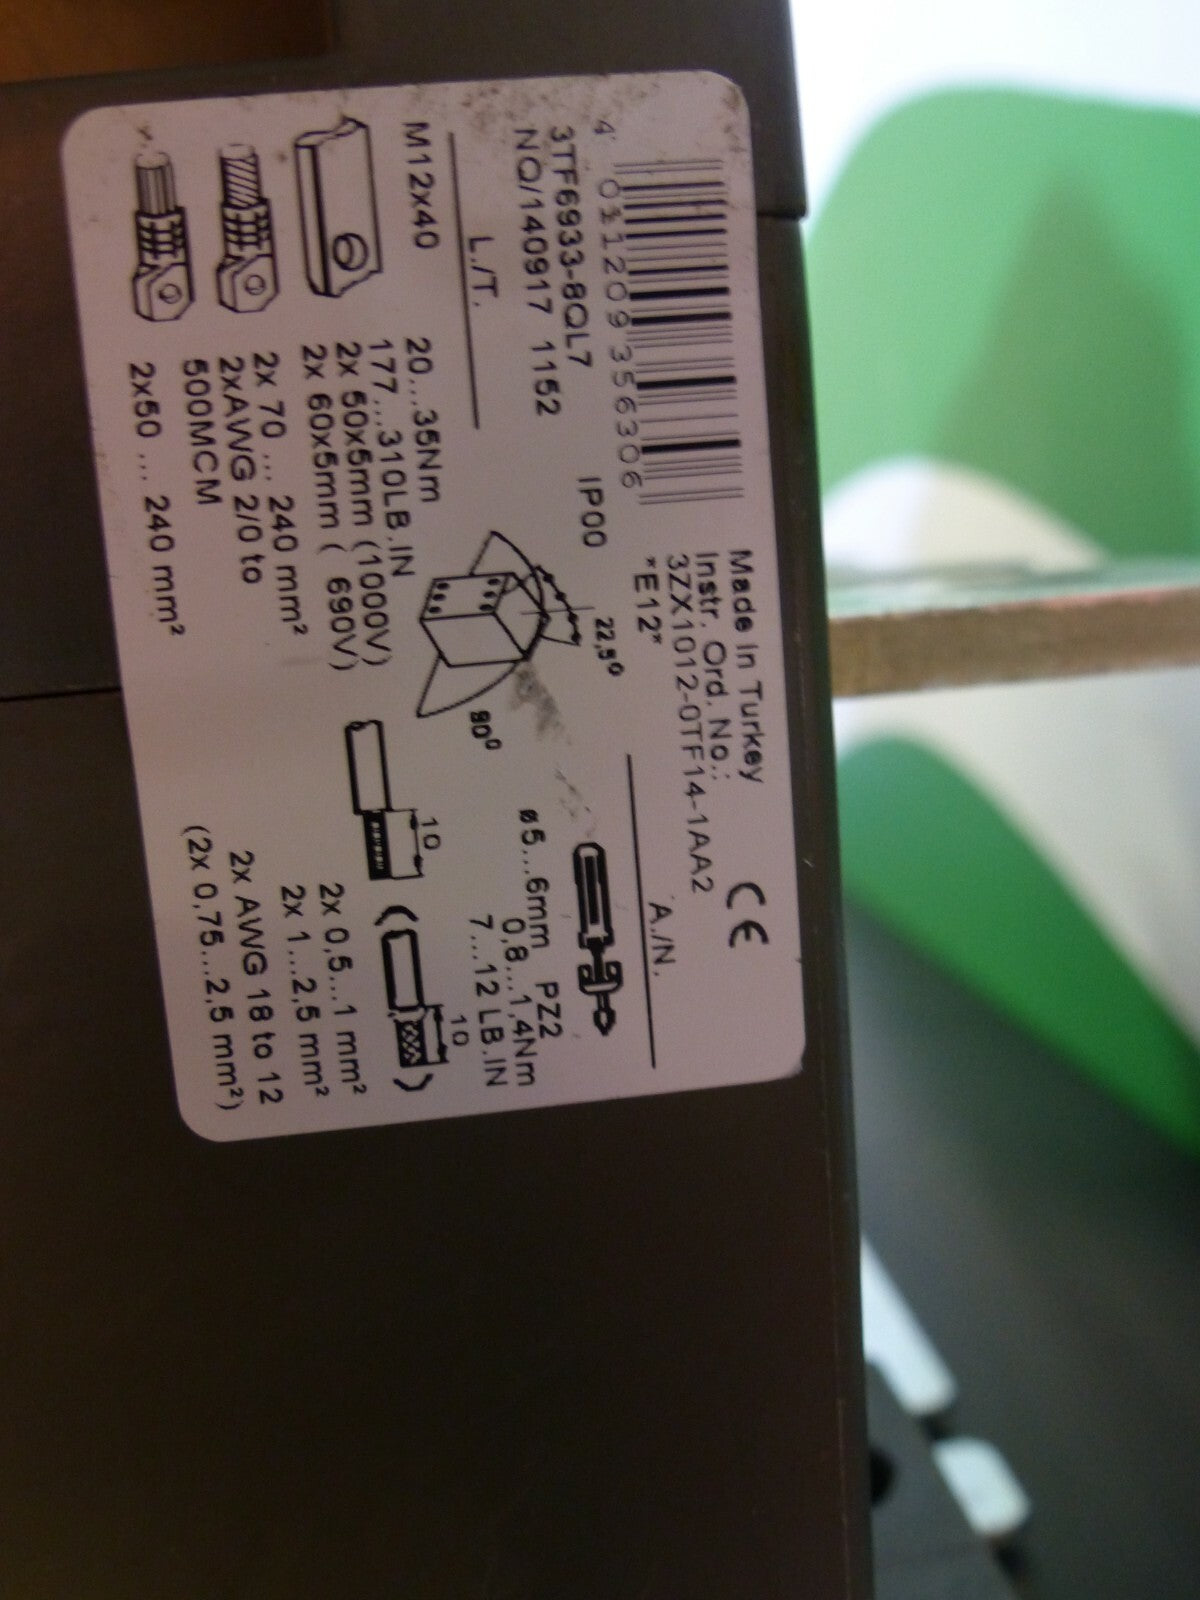 4 011209 356306
3TF6933-8QL7
NQ/140917 1152
IP00
Made in Turkey
Instr. Ord. No.:
3ZX1012-0TF14-1AA2
*E12*
CE
L./T.
M12x40
20...35Nm
177...310LB.IN
2x 50x5mm (1000V)
2x 60x5mm ( 690V)
2x 70 ... 240 mm²
2xAWG 2/0 to
500MCM
2x50 ... 240 mm²
22,5°
90°
A./N.
ø5...6mm PZ2
0,8...1,4Nm
7...12 LB.IN
10
( 10 )
2x 0,5...1 mm²
2x 1...2,5 mm²
2x AWG 18 to 12
(2x 0,75...2,5 mm²)